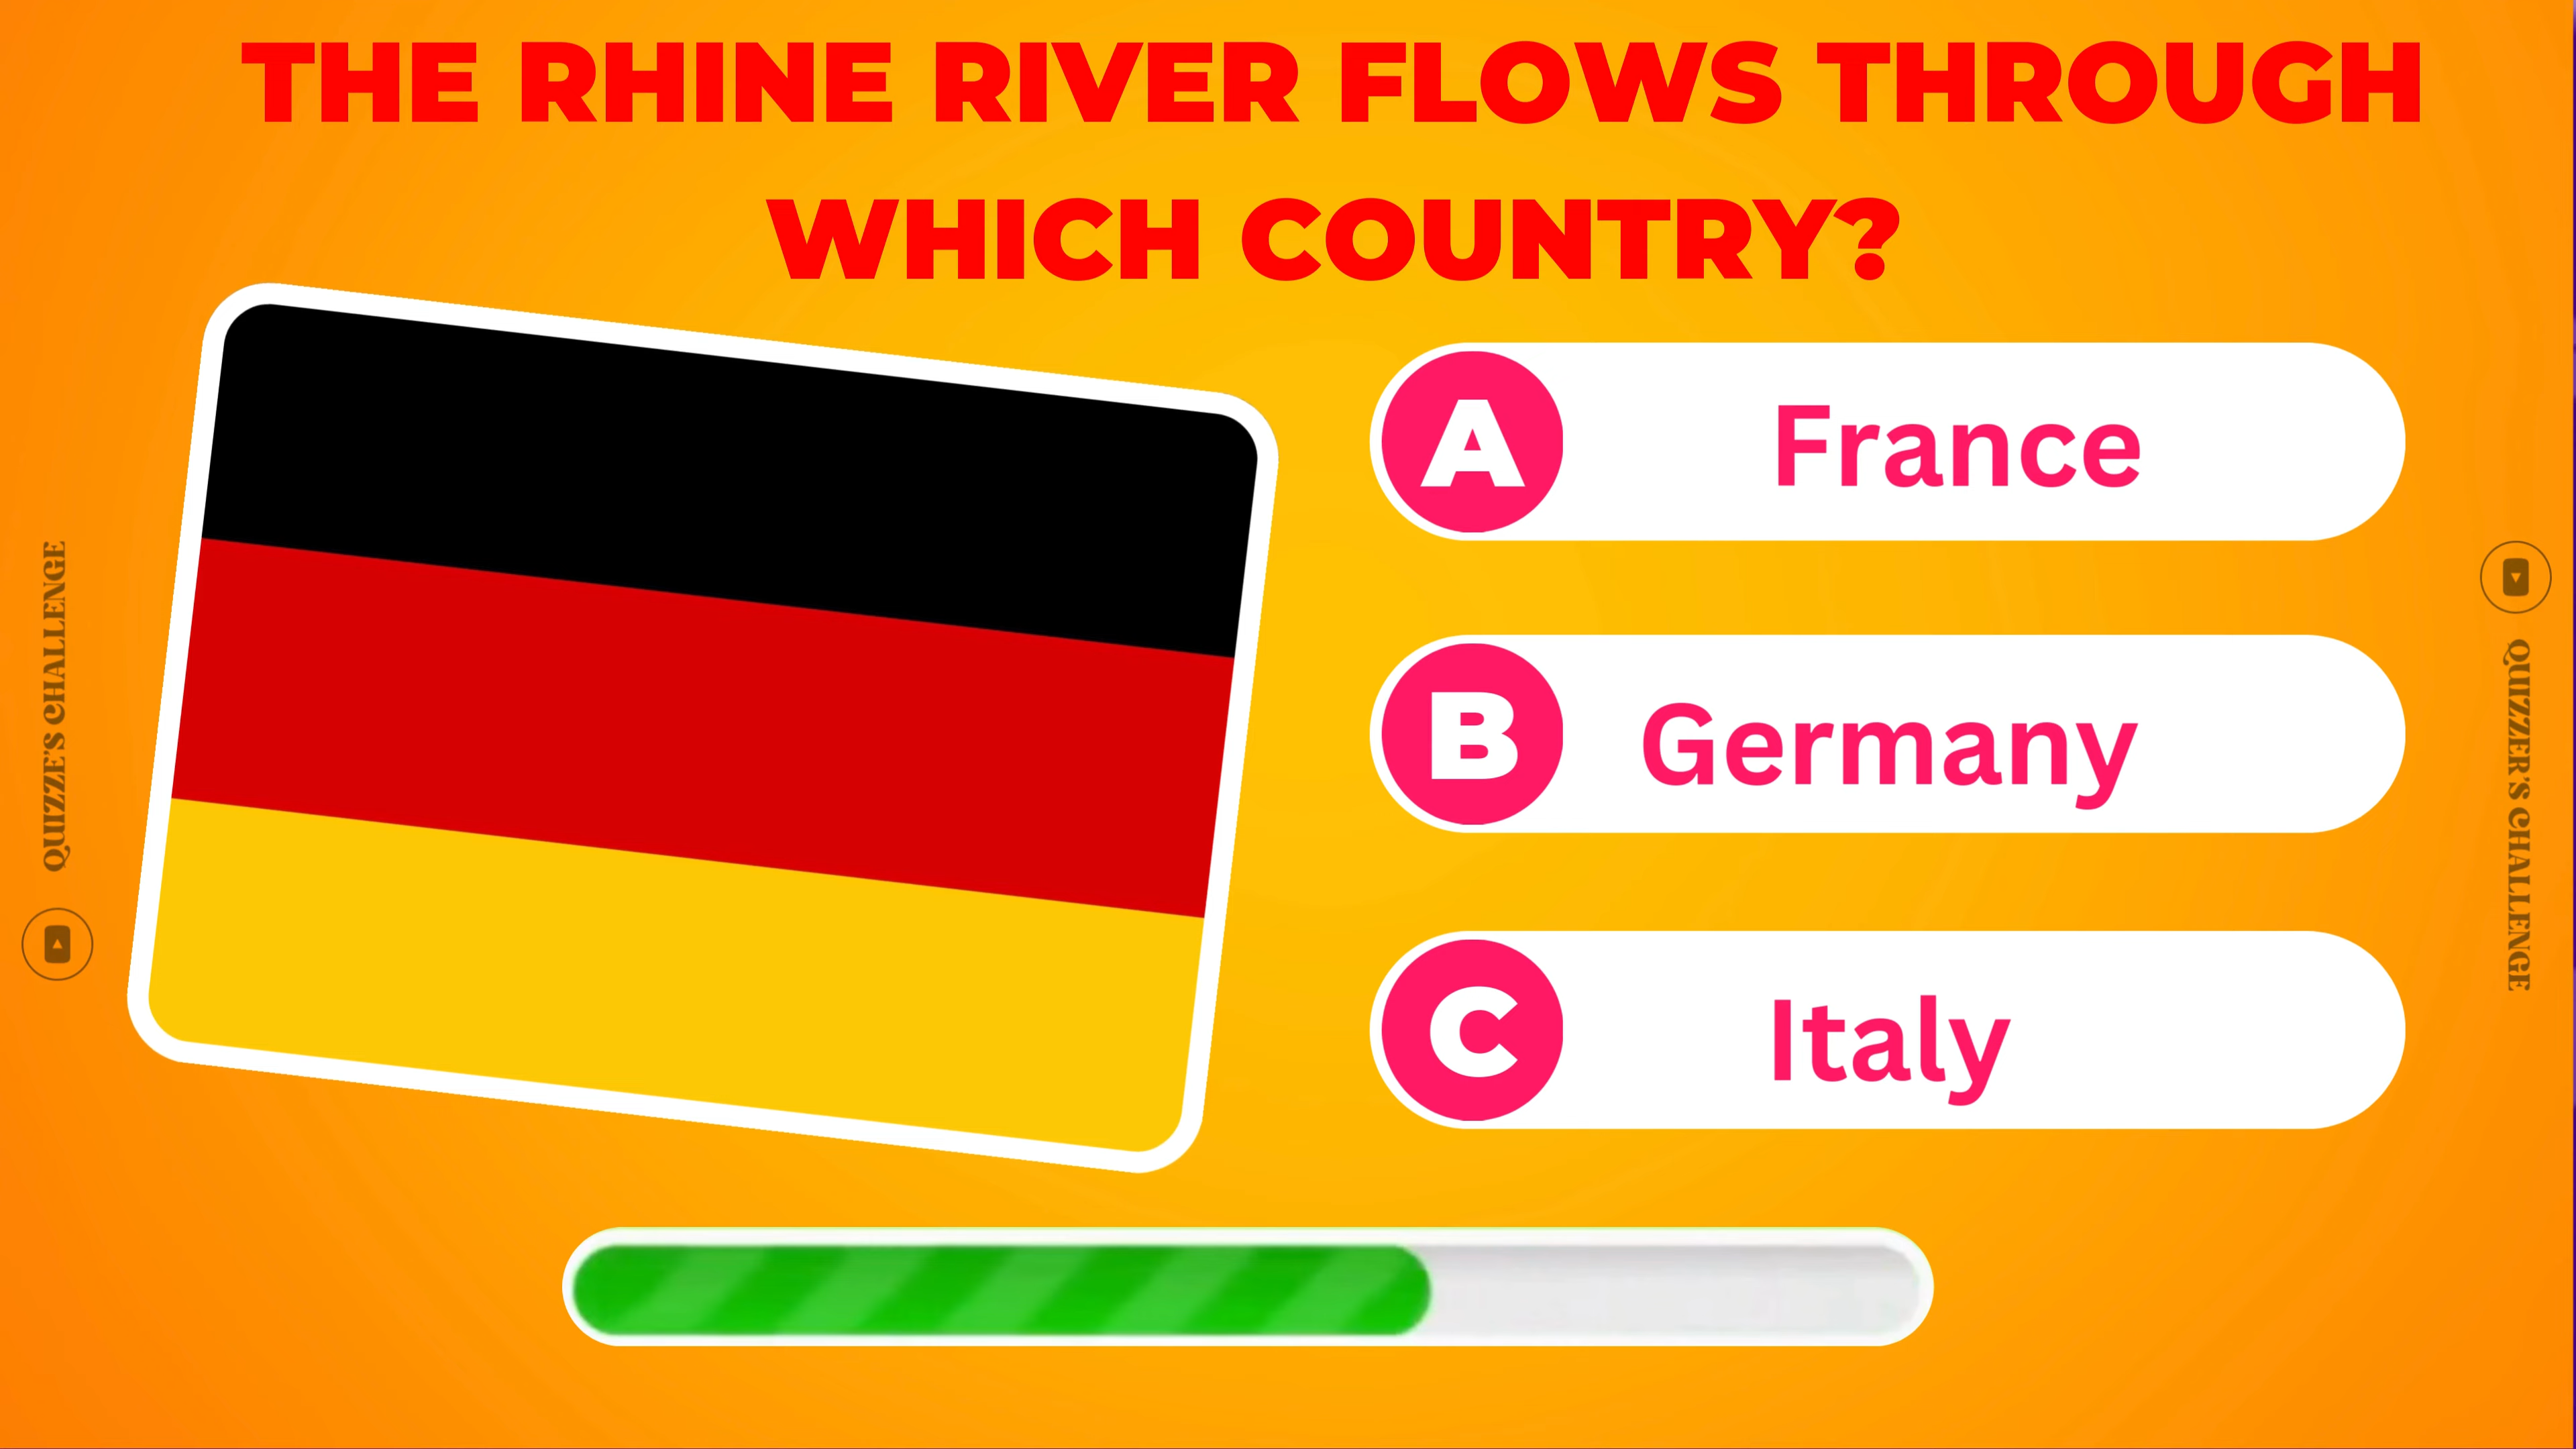 THE RHINE RIVER FLOWS THROUGH
WHICH COUNTRY?
A France
B Germany
C Italy
QUIZZE'S CHALLENGE
QUIZZER'S CHALLENGE